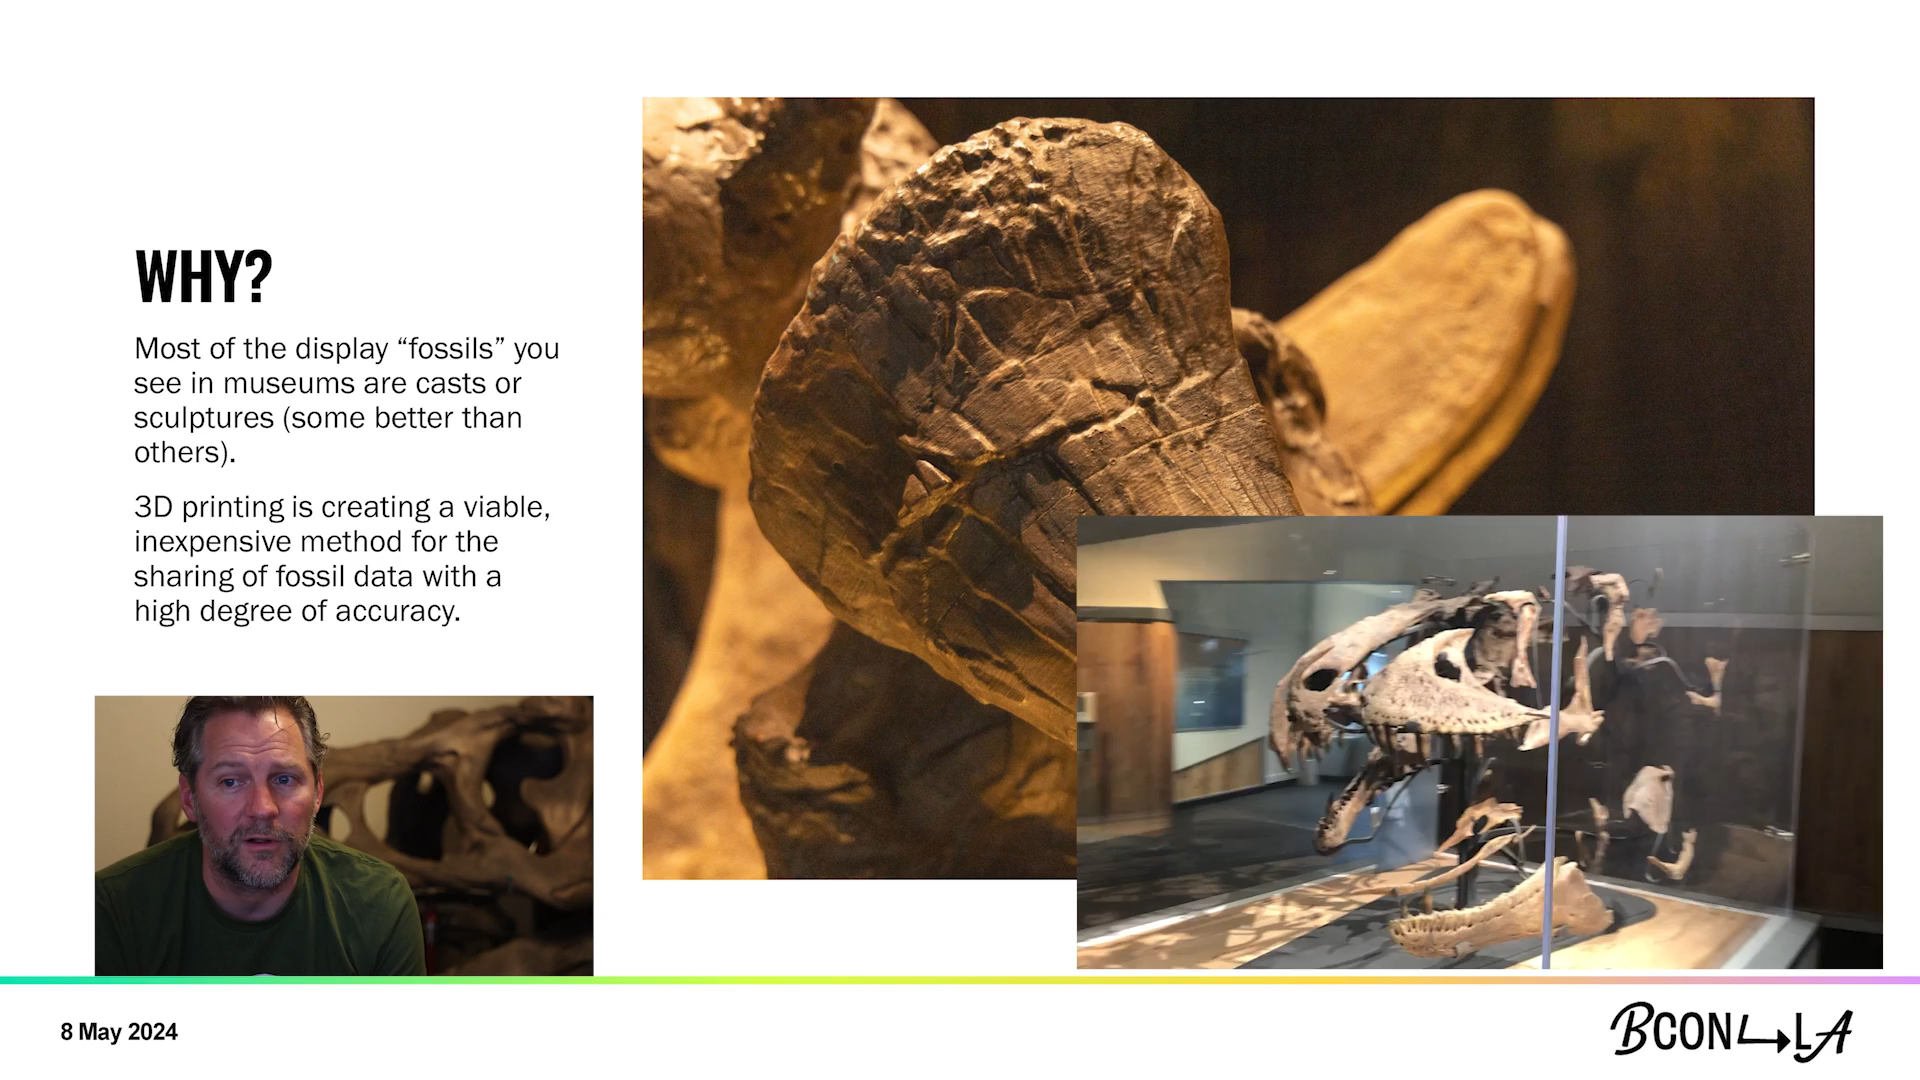 WHY?
Most of the display “fossils” you
see in museums are casts or
sculptures (some better than
others).
3D printing is creating a viable,
inexpensive method for the
sharing of fossil data with a
high degree of accuracy.
8 May 2024
BCON LA